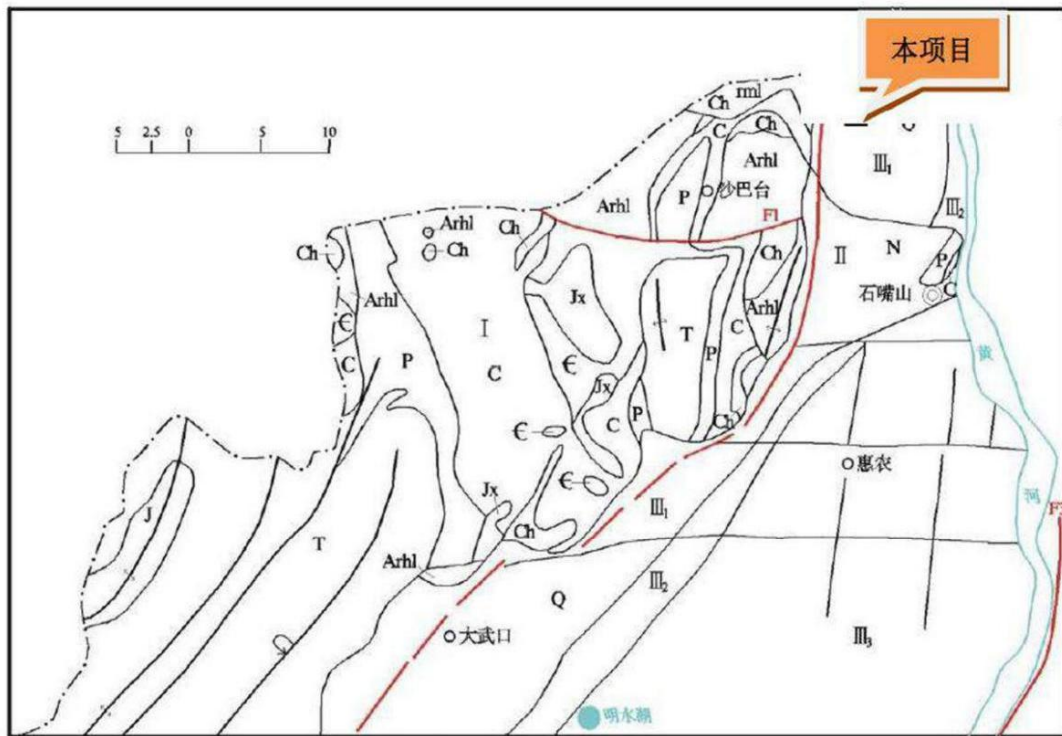 本项目
rml
Ch
C
Ch
5 2.5 0 5 10
Arhl
Ⅲ₁
沙巴台
P
Arhl
Arhl
Ch
F1
Ⅲ₂
Ch
Ch
Ch
Ⅱ
N
P
Arhl
Jx
石嘴山
C
Є
Ⅰ
Arhl
T
C
黄
C
P
C
Є
P
Jx
C
P
Є
Ch
惠农
河
Jx
Є
F
J
Ⅲ₁
T
Ch
Arhl
Ⅲ₂
Q
大武口
Ⅲ₃
明水湖